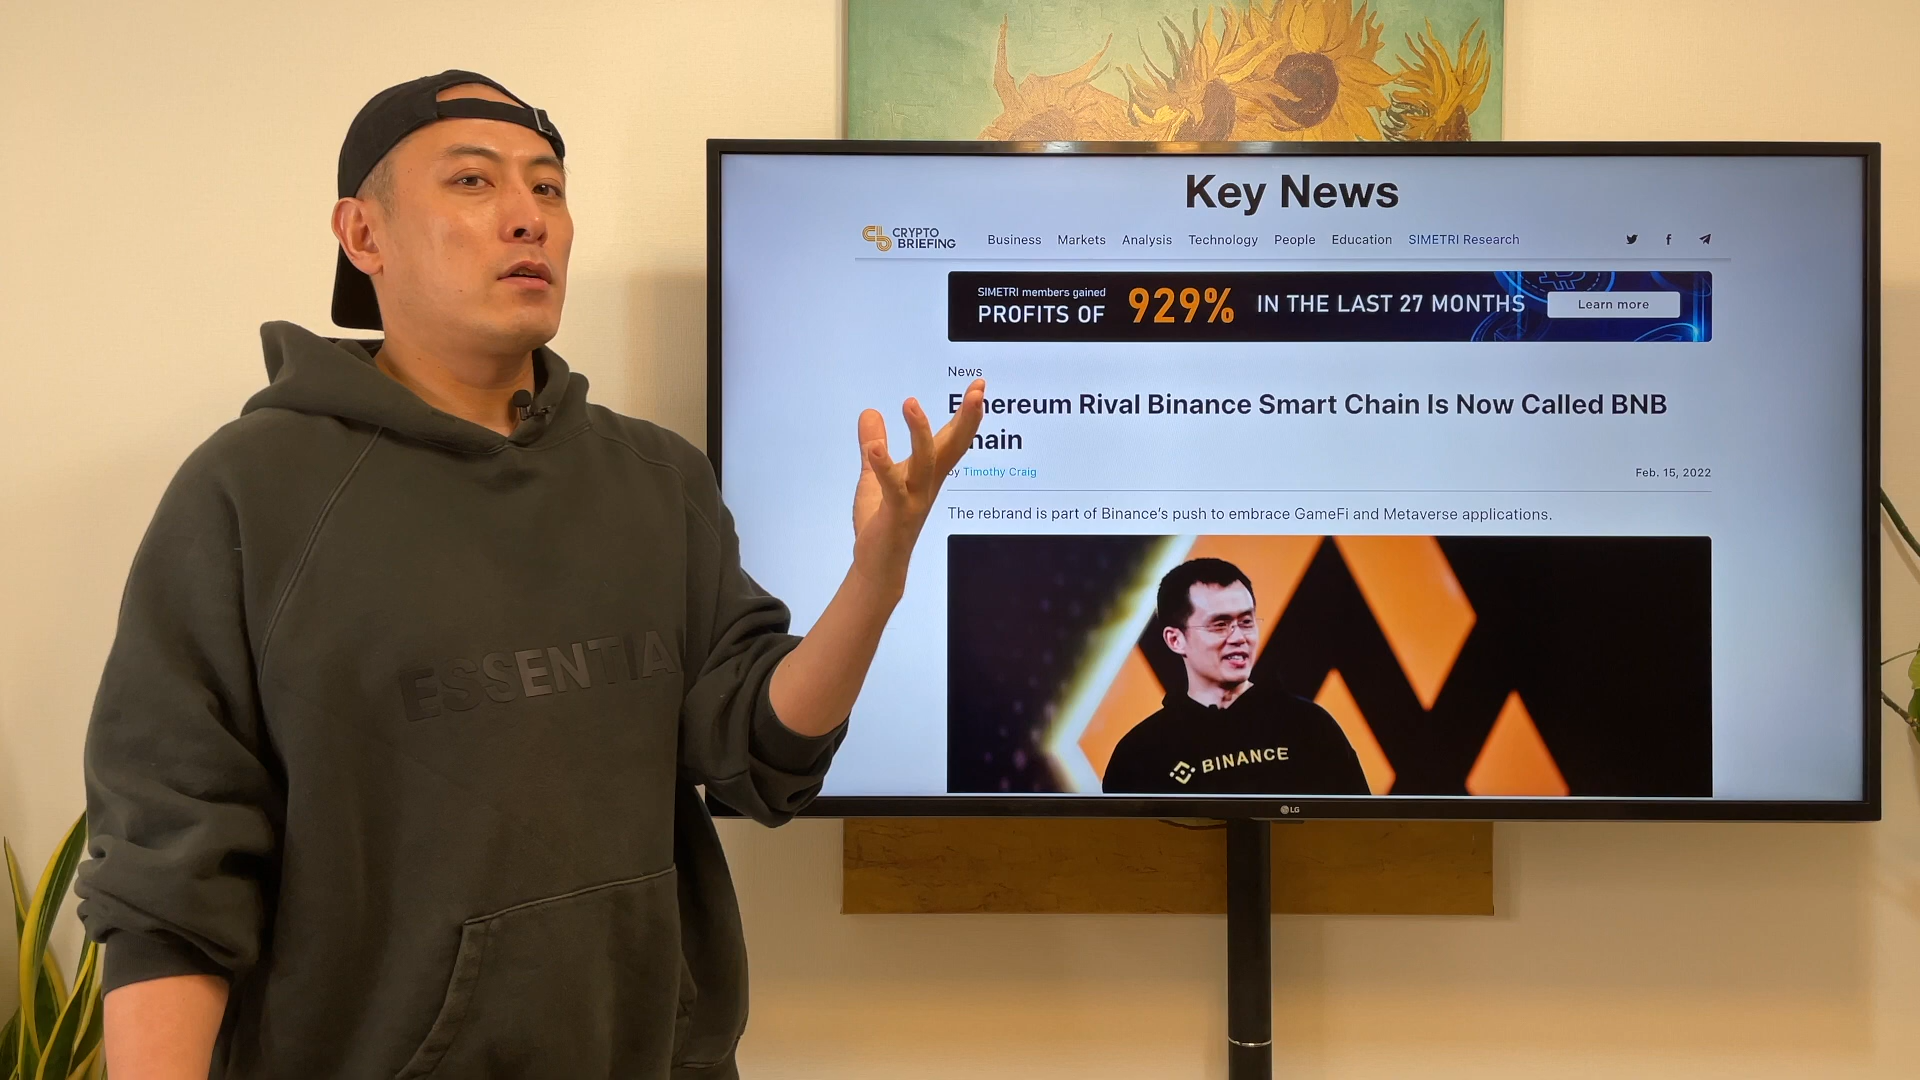 Key News
CRYPTO
BRIEFING
Business Markets Analysis Technology People Education SIMETRI Research
SIMETRI members gained
PROFITS OF 929% IN THE LAST 27 MONTHS Learn more
News
E hereum Rival Binance Smart Chain Is Now Called BNB
hain
by Timothy Craig Feb. 15, 2022
The rebrand is part of Binance's push to embrace GameFi and Metaverse applications.
BINANCE
LG
ESSENTIA